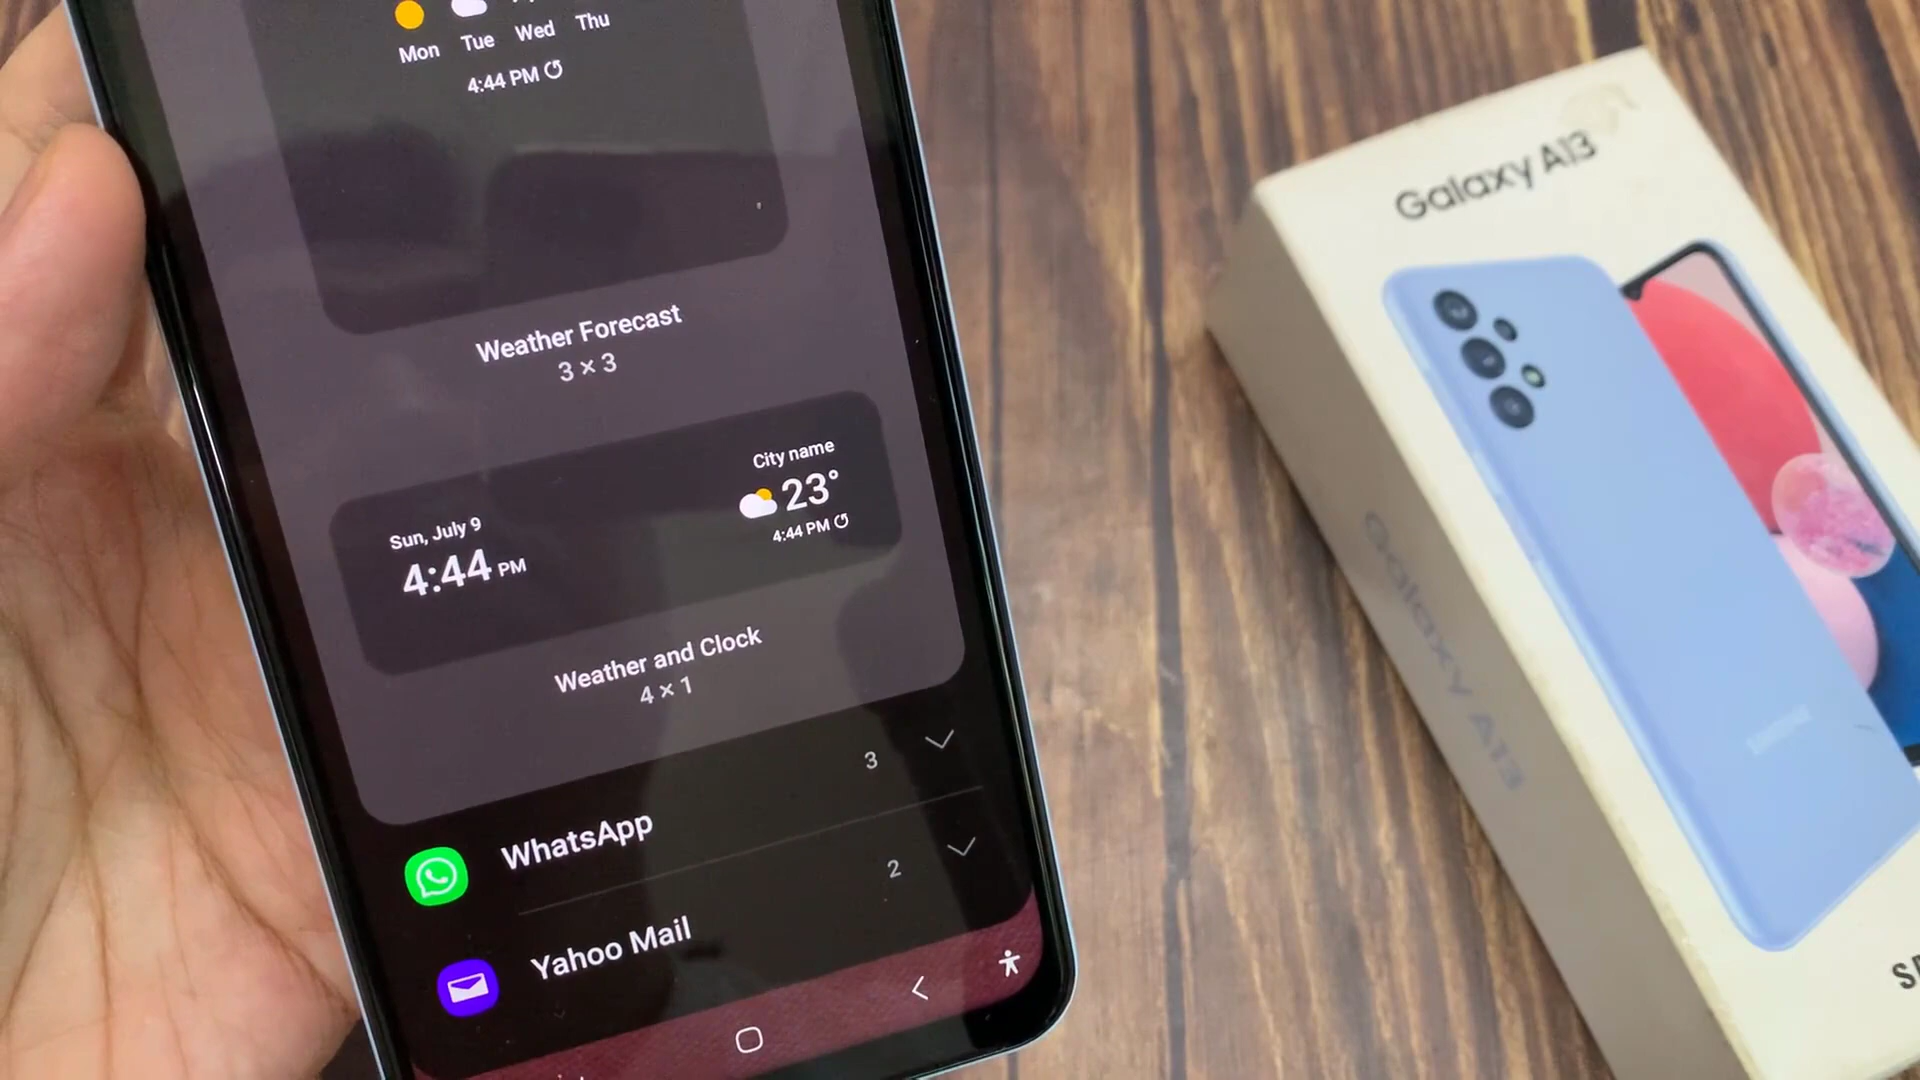 Mon Tue Wed Thu
4:44 PM
Weather Forecast
3 × 3
Sun, July 9
4:44 PM
City name
23°
4:44 PM
Weather and Clock
4 × 1
WhatsApp
3
Yahoo Mail
2
Galaxy A13
Galaxy A13
SAMSUNG